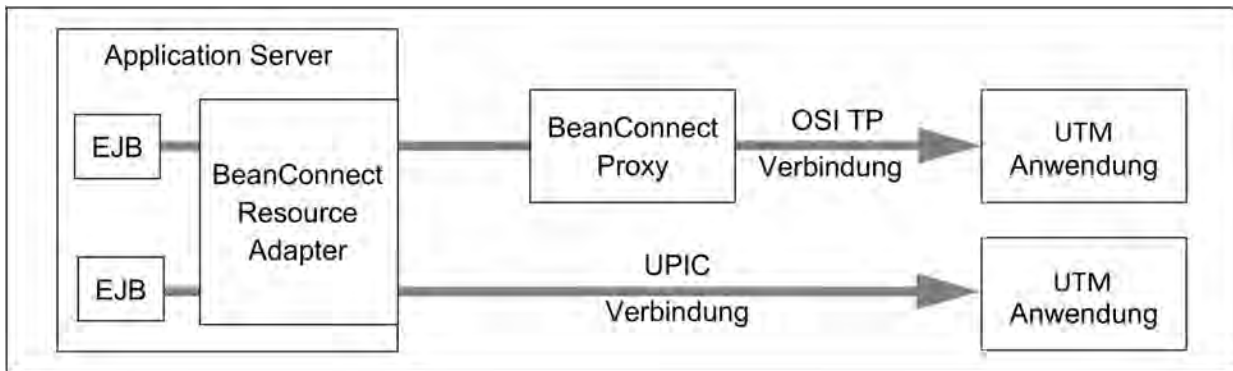 Application Server
EJB
BeanConnect
Resource
Adapter
EJB
BeanConnect
Proxy
OSI TP
Verbindung
UTM
Anwendung
UPIC
Verbindung
UTM
Anwendung